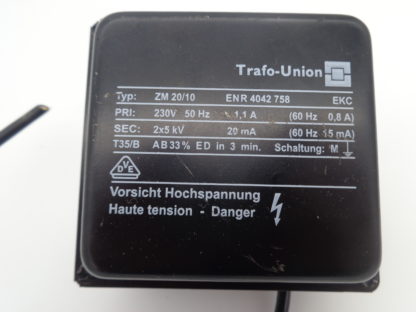 Trafo-Union
Typ: ZM 20/10 ENR 4042 758 EKC
PRI: 230V 50 Hz 1,1 A (60 Hz 0,8 A)
SEC: 2x5 kV 20 mA (60 Hz 15 mA)
T35/B AB 33% ED in 3 min. Schaltung: M
DVE
Vorsicht Hochspannung
Haute tension - Danger